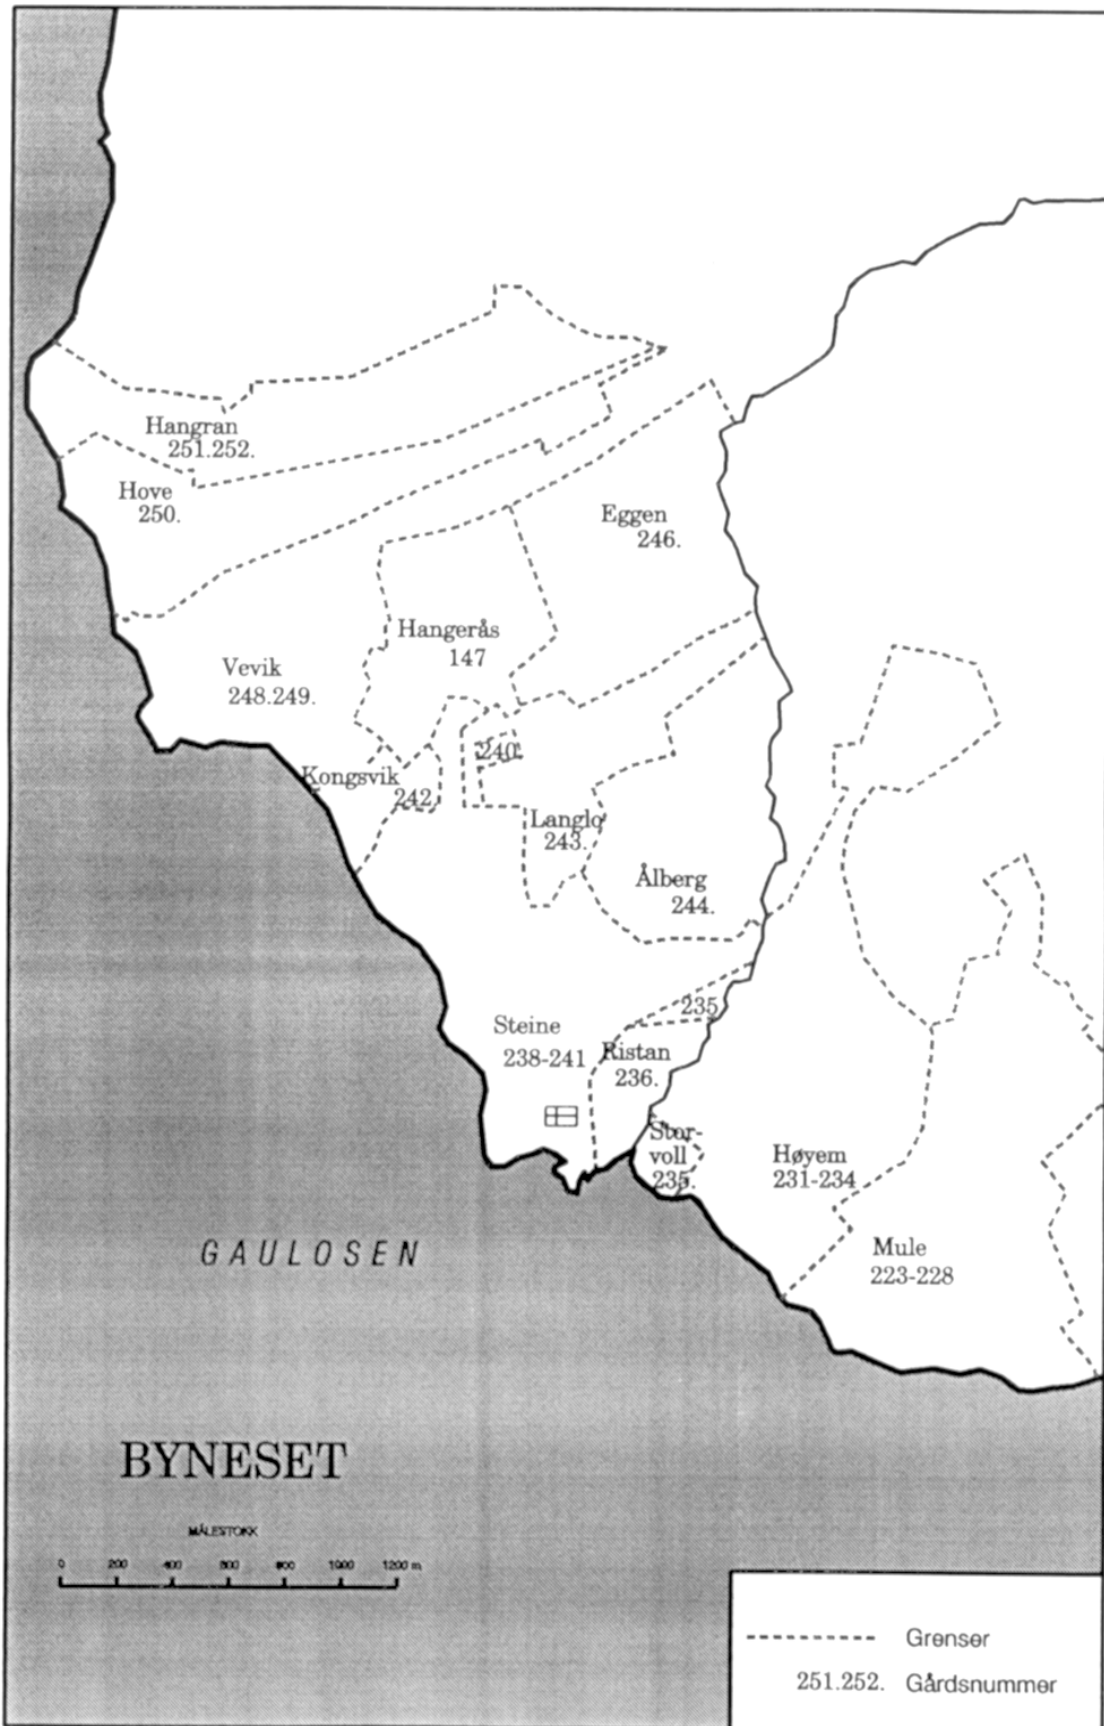 Hangran
251.252.
Hove
250.
Eggen
246.
Hangerås
147
Vevik
248.249.
240.
Kongsvik
242.
Langlo
243.
Ålberg
244.
235
Steine
238-241
Ristan
236.
Stor-
voll
235.
Høyem
231-234
Mule
223-228
GAULOSEN
BYNESET
MÅLESTOKK
0 200 400 600 800 1000 1200 m
Grenser
251.252. Gårdsnummer